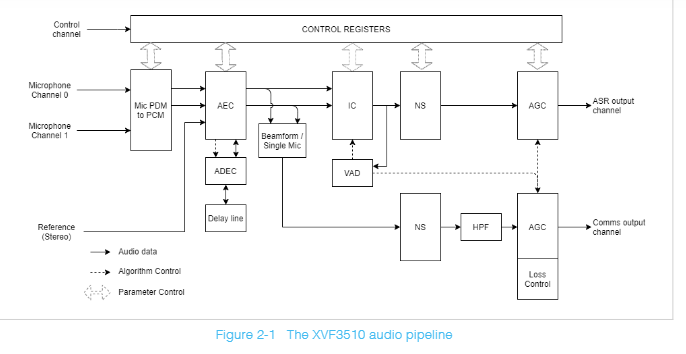 Control
channel
CONTROL REGISTERS
Microphone
Channel 0
Microphone
Channel 1
Mic PDM
to PCM
AEC
IC
NS
AGC
ASR output
channel
Beamform /
Single Mic
ADEC
VAD
Delay line
Reference
(Stereo)
NS
HPF
AGC
Comms output
channel
Loss
Control
Audio data
Algorithm Control
Parameter Control
Figure 2-1 The XVF3510 audio pipeline